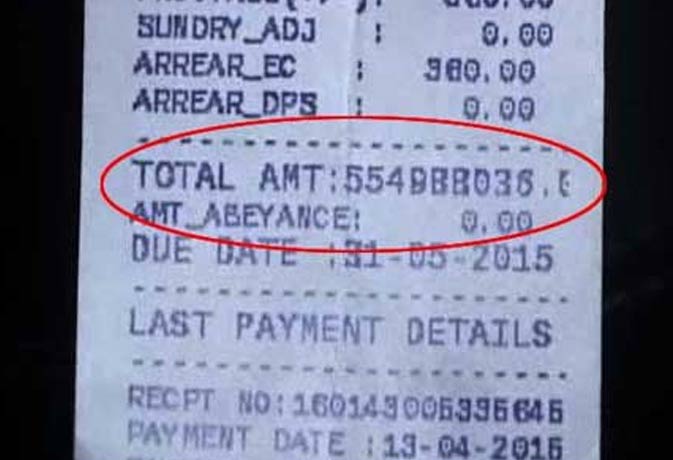 SUNDRY_ADJ : 0.00
ARREAR_EC : 360.00
ARREAR_DPS : 0.00
TOTAL AMT:554988036.
AMT_ABEYANCE: 0.00
DUE DATE :31-05-2015
LAST PAYMENT DETAILS
RECPT NO:160143005335645
PAYMENT DATE :13-04-2015